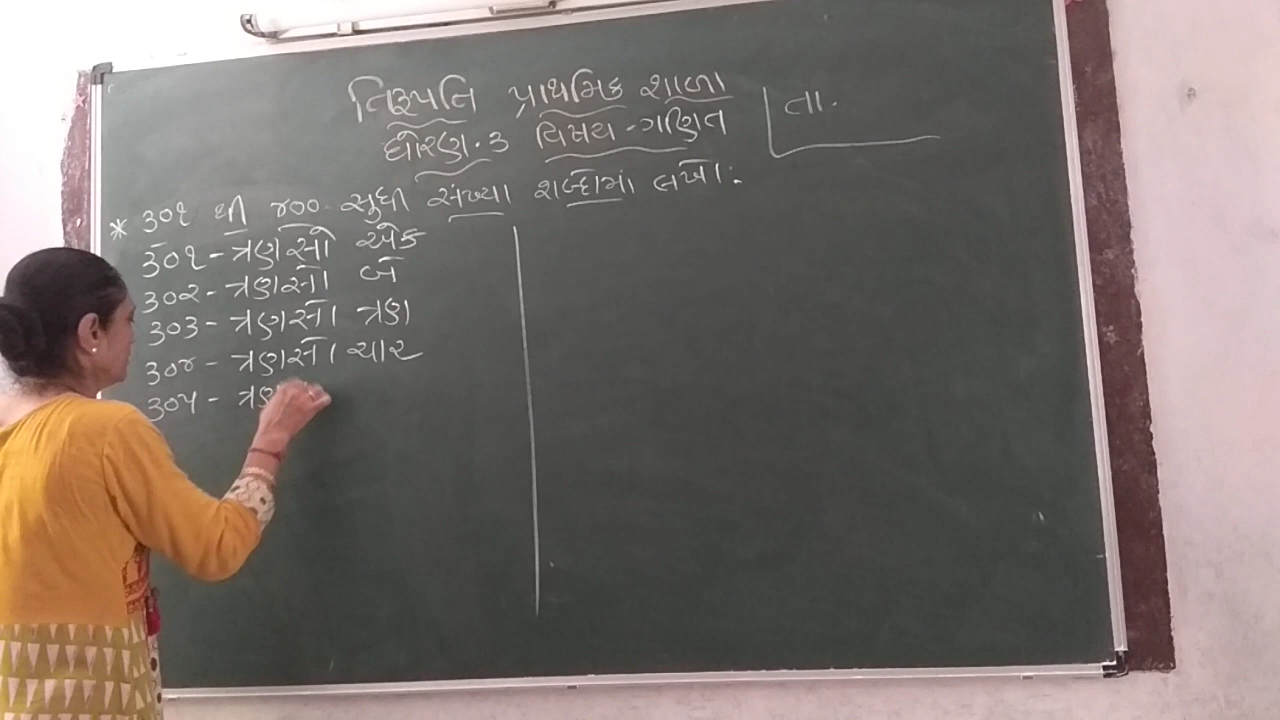 તિરૂપતિ પ્રાથમિક શાળા
તા.
ધોરણ.૩ વિષય-ગણિત
* ૩૦૧ થી ૪૦૦ સુધી સંખ્યા શબ્દોમાં લખો:
૩૦૧-ત્રણસો એક
૩૦૨-ત્રણસો બે
૩૦૩-ત્રણસો ત્રણ
૩૦૪-ત્રણસો ચાર
૩૦૫- ત્રણ